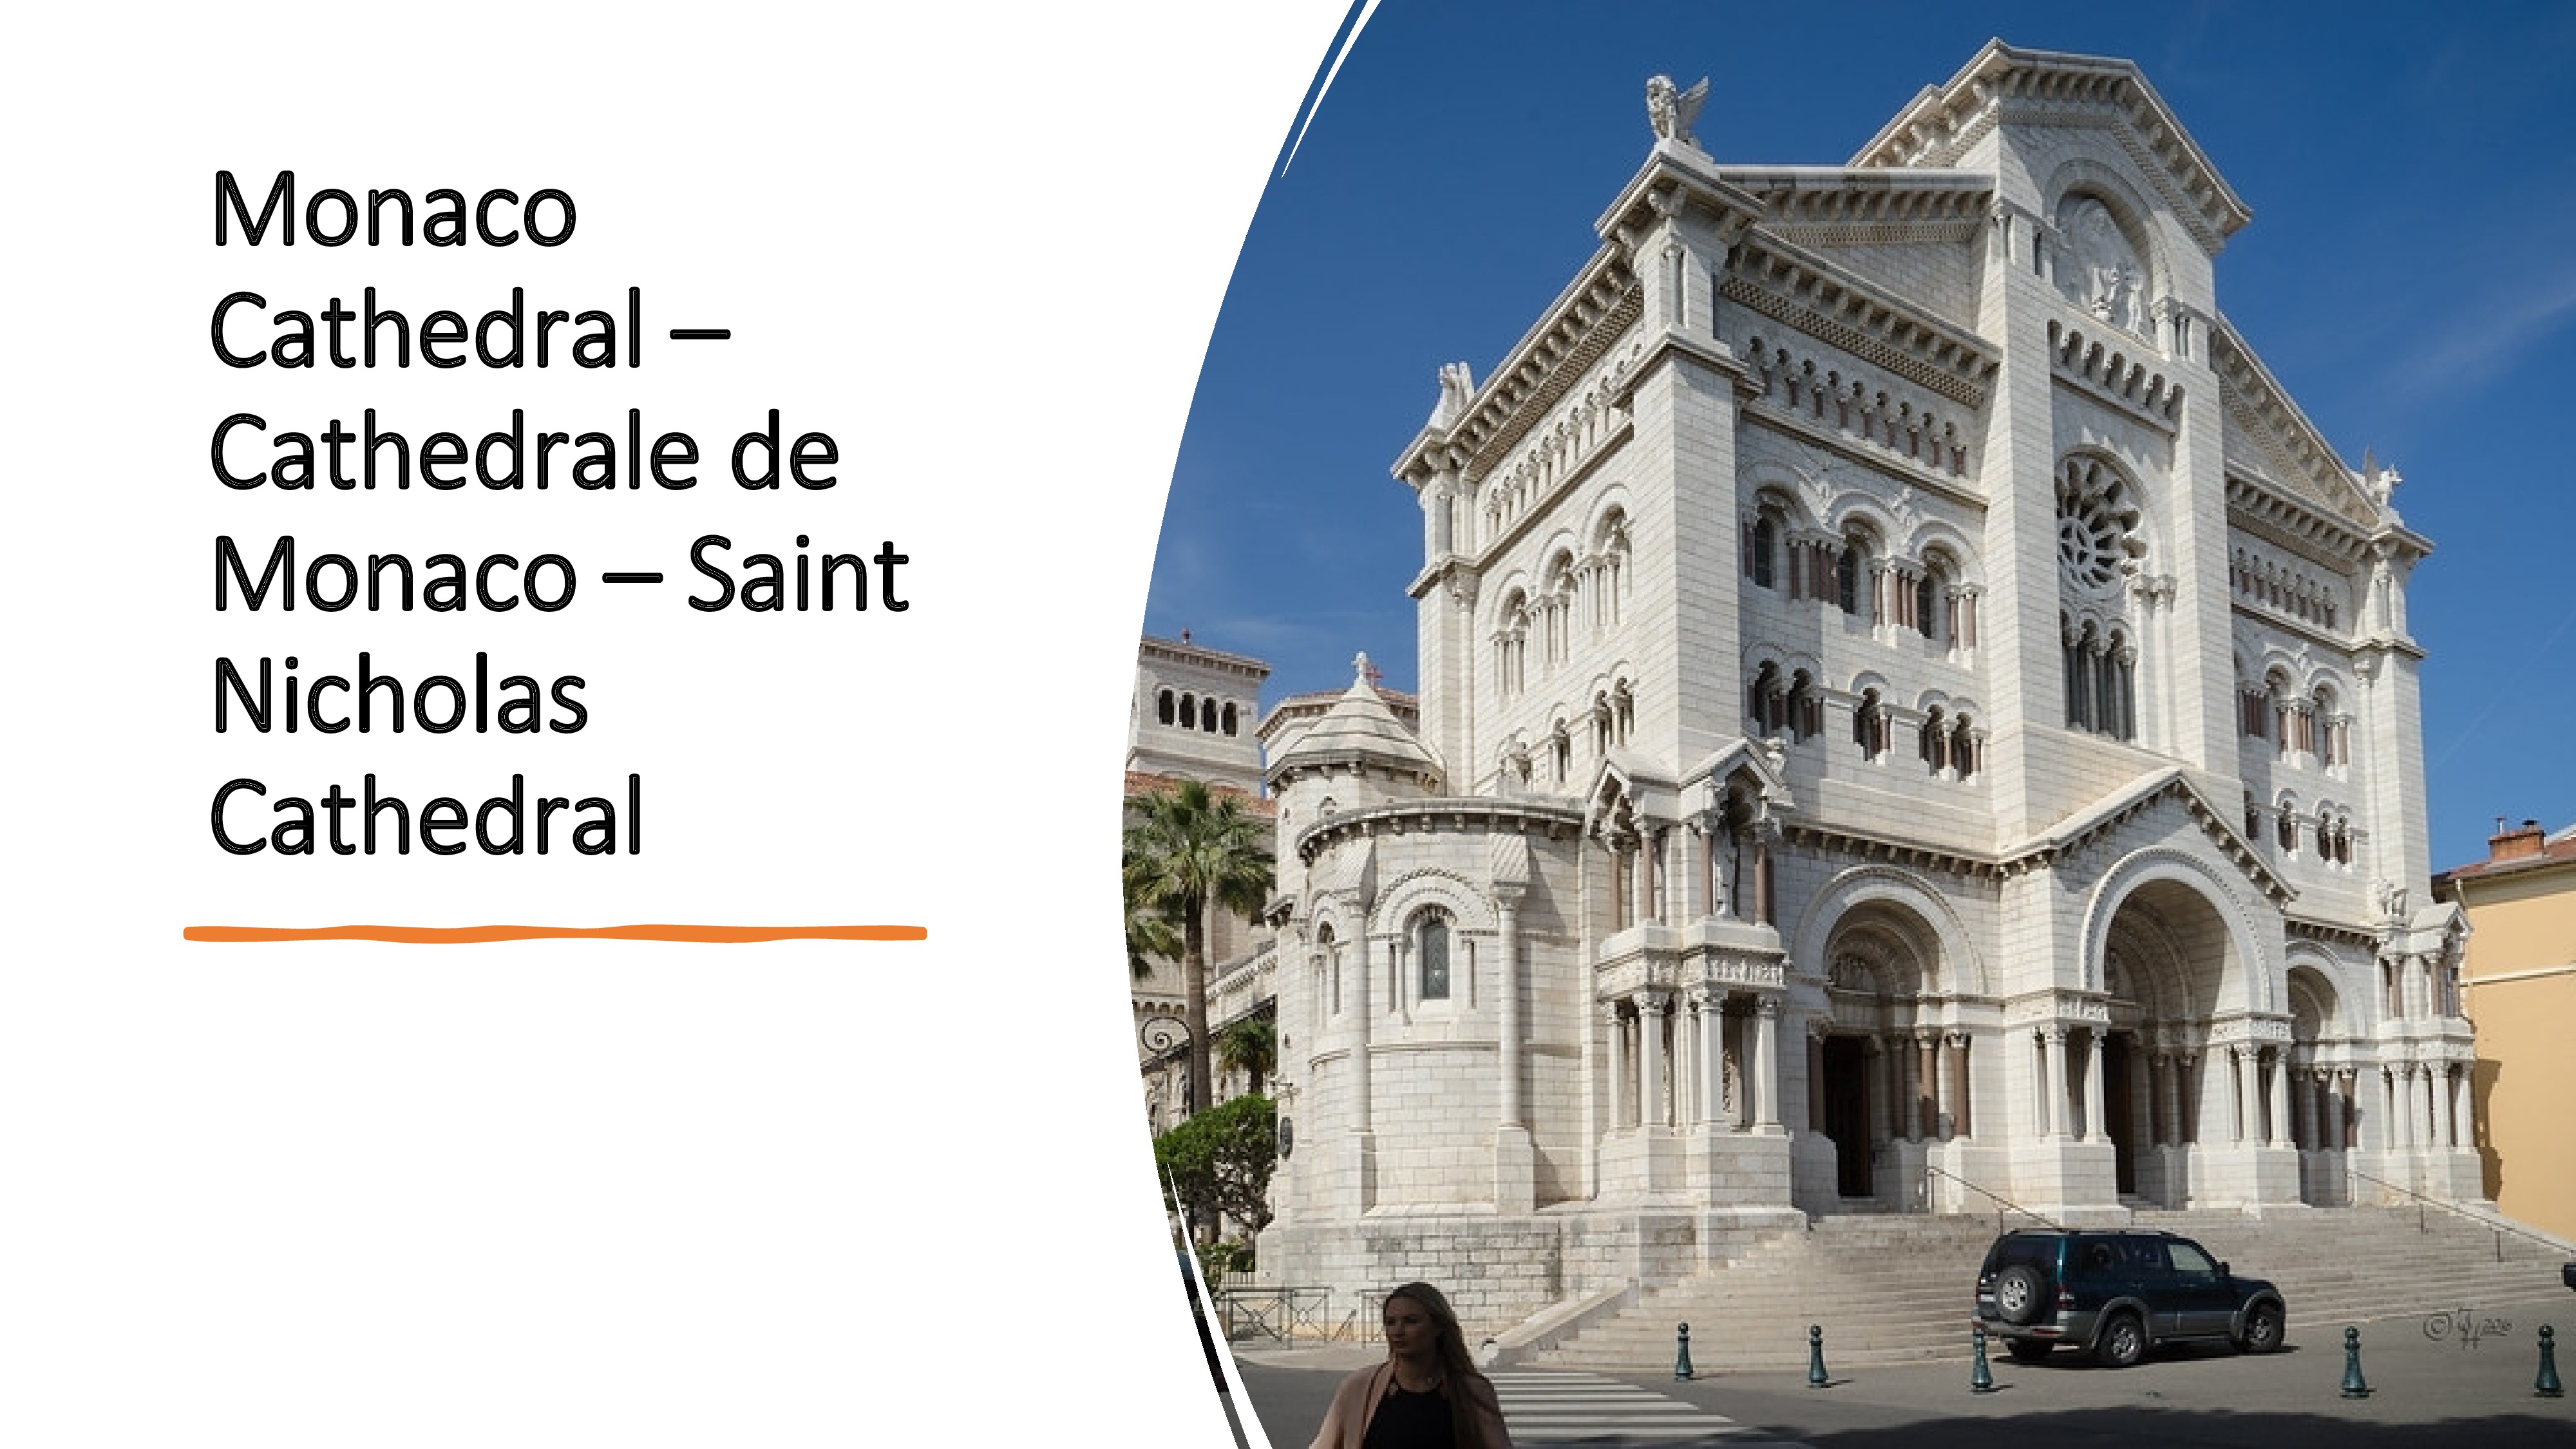 Monaco
Cathedral –
Cathedrale de
Monaco – Saint
Nicholas
Cathedral